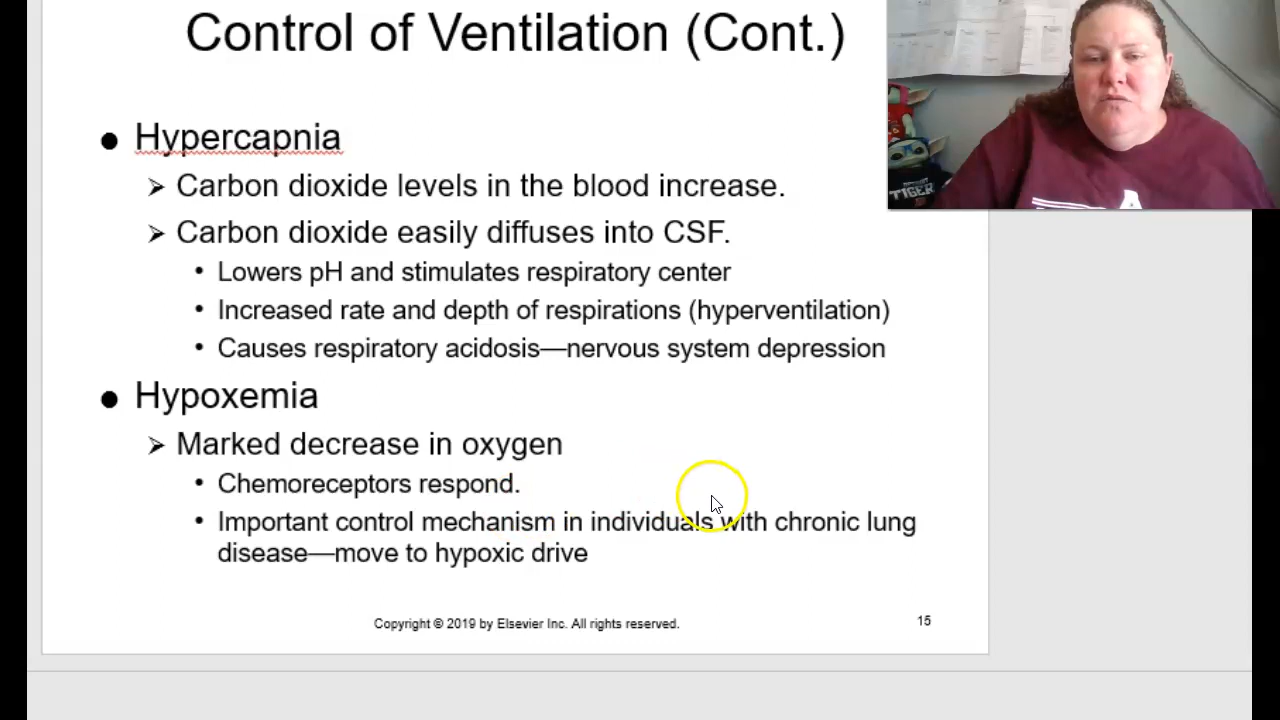 Control of Ventilation (Cont.)
● Hypercapnia
➢ Carbon dioxide levels in the blood increase.
➢ Carbon dioxide easily diffuses into CSF.
• Lowers pH and stimulates respiratory center
• Increased rate and depth of respirations (hyperventilation)
• Causes respiratory acidosis—nervous system depression
● Hypoxemia
➢ Marked decrease in oxygen
• Chemoreceptors respond.
• Important control mechanism in individuals with chronic lung
disease—move to hypoxic drive
Copyright © 2019 by Elsevier Inc. All rights reserved.
15
TIGER